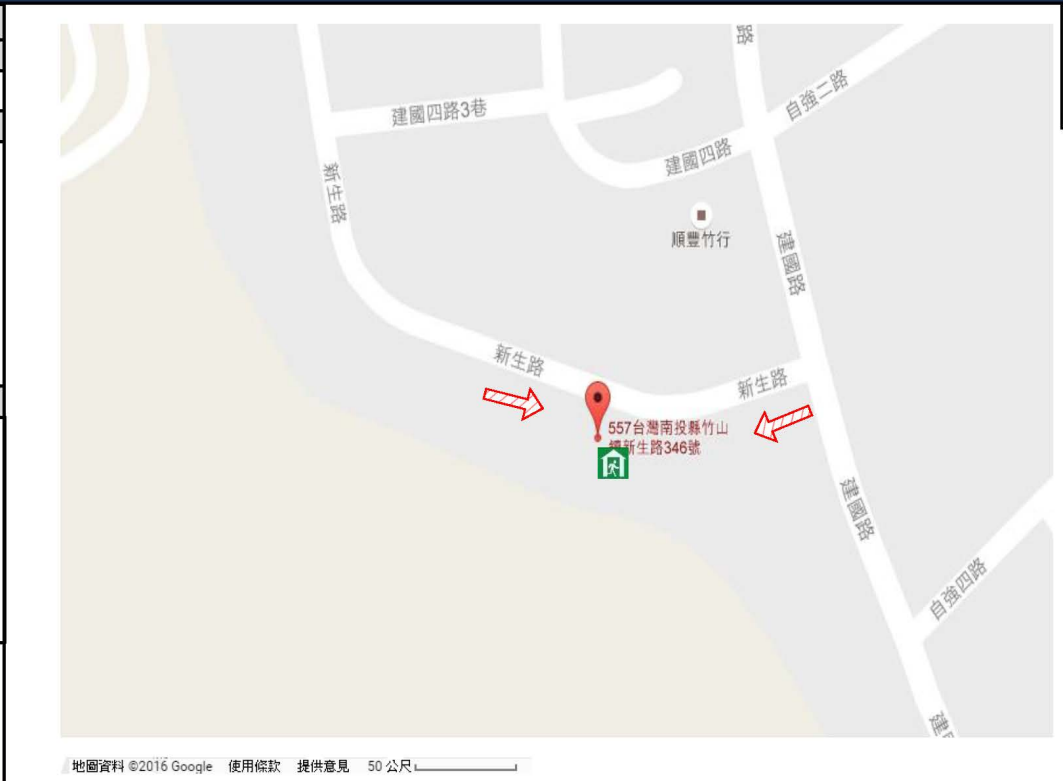 路
自強二路
建國四路3巷
建國四路
新生路
順豐竹行
建國路
新生路
新生路
557台灣南投縣竹山
鎮新生路346號
建國路
自強四路
建
地圖資料 ©2016 Google 使用條款 提供意見 50 公尺